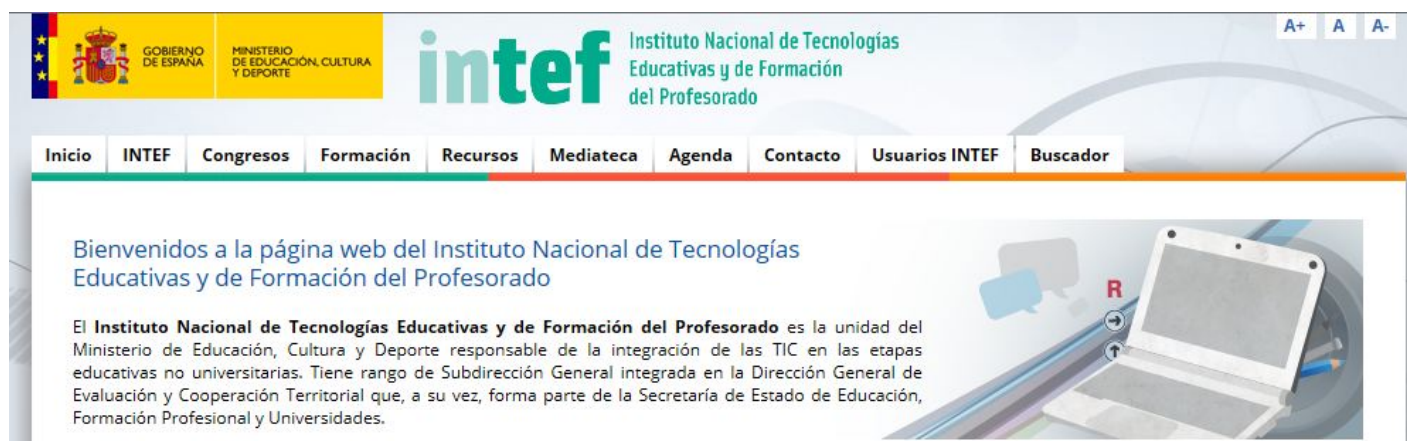 GOBIERNO
DE ESPAÑA
MINISTERIO
DE EDUCACIÓN, CULTURA
Y DEPORTE
intef
Instituto Nacional de Tecnologías
Educativas y de Formación
del Profesorado
A+ A A-
Inicio INTEF Congresos Formación Recursos Mediateca Agenda Contacto Usuarios INTEF Buscador
Bienvenidos a la página web del Instituto Nacional de Tecnologías
Educativas y de Formación del Profesorado
El Instituto Nacional de Tecnologías Educativas y de Formación del Profesorado es la unidad del
Ministerio de Educación, Cultura y Deporte responsable de la integración de las TIC en las etapas
educativas no universitarias. Tiene rango de Subdirección General integrada en la Dirección General de
Evaluación y Cooperación Territorial que, a su vez, forma parte de la Secretaría de Estado de Educación,
Formación Profesional y Universidades.
R